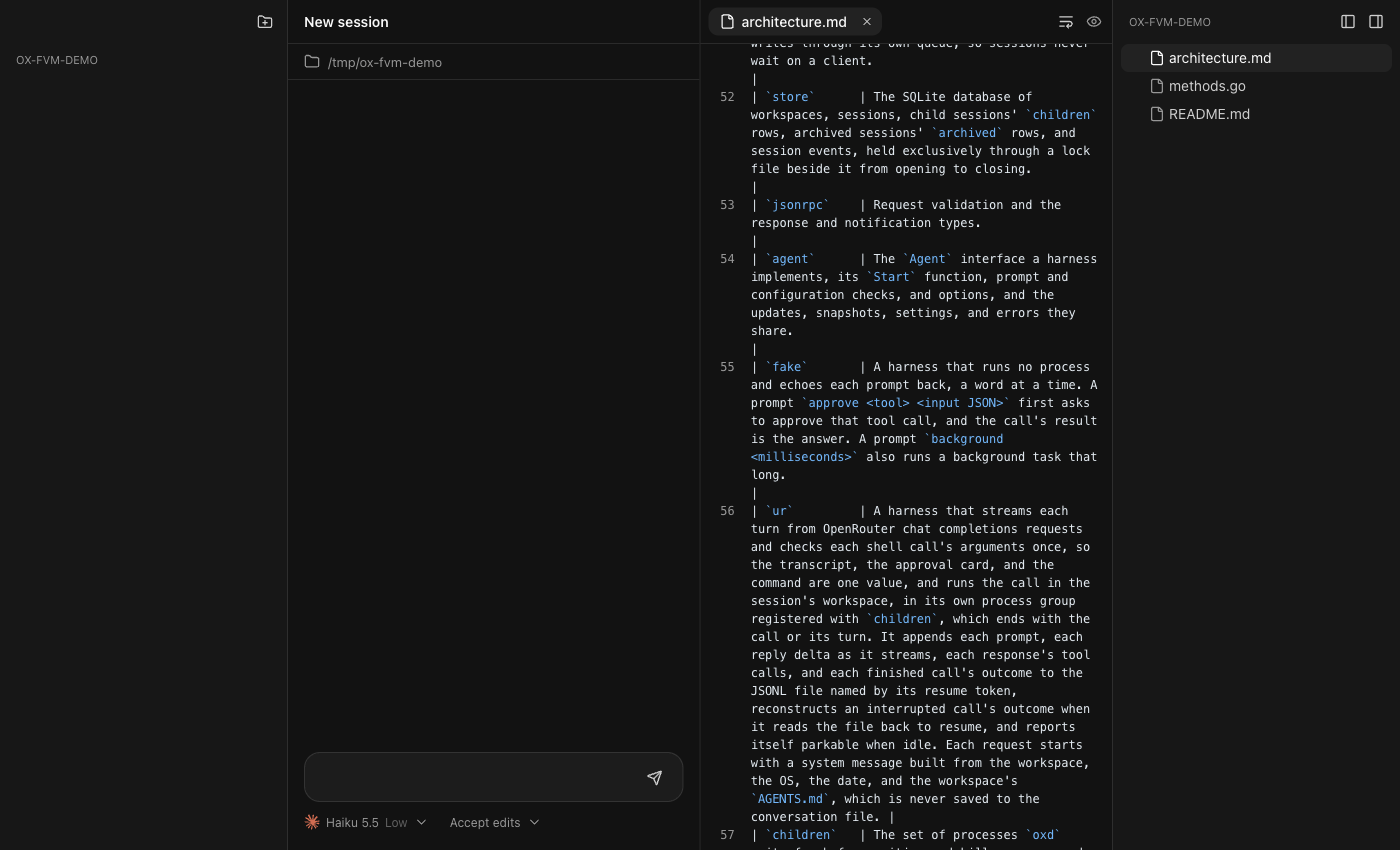 New session
architecture.md
OX-FVM-DEMO
OX-FVM-DEMO
/tmp/ox-fvm-demo
writes through its own queue, so sessions never
wait on a client.
|
52 | `store` | The SQLite database of
workspaces, sessions, child sessions' `children`
rows, archived sessions' `archived` rows, and
session events, held exclusively through a lock
file beside it from opening to closing.
|
53 | `jsonrpc` | Request validation and the
response and notification types.
|
54 | `agent` | The `Agent` interface a harness
implements, its `Start` function, prompt and
configuration checks, and options, and the
updates, snapshots, settings, and errors they
share.
|
55 | `fake` | A harness that runs no process
and echoes each prompt back, a word at a time. A
prompt `approve <tool> <input JSON>` first asks
to approve that tool call, and the call's result
is the answer. A prompt `background
<milliseconds>` also runs a background task that
long.
|
56 | `ur` | A harness that streams each
turn from OpenRouter chat completions requests
and checks each shell call's arguments once, so
the transcript, the approval card, and the
command are one value, and runs the call in the
session's workspace, in its own process group
registered with `children`, which ends with the
call or its turn. It appends each prompt, each
reply delta as it streams, each response's tool
calls, and each finished call's outcome to the
JSONL file named by its resume token,
reconstructs an interrupted call's outcome when
it reads the file back to resume, and reports
itself parkable when idle. Each request starts
with a system message built from the workspace,
the OS, the date, and the workspace's
`AGENTS.md`, which is never saved to the
conversation file. |
57 | `children` | The set of processes `oxd`
architecture.md
methods.go
README.md
Haiku 5.5 Low
Accept edits